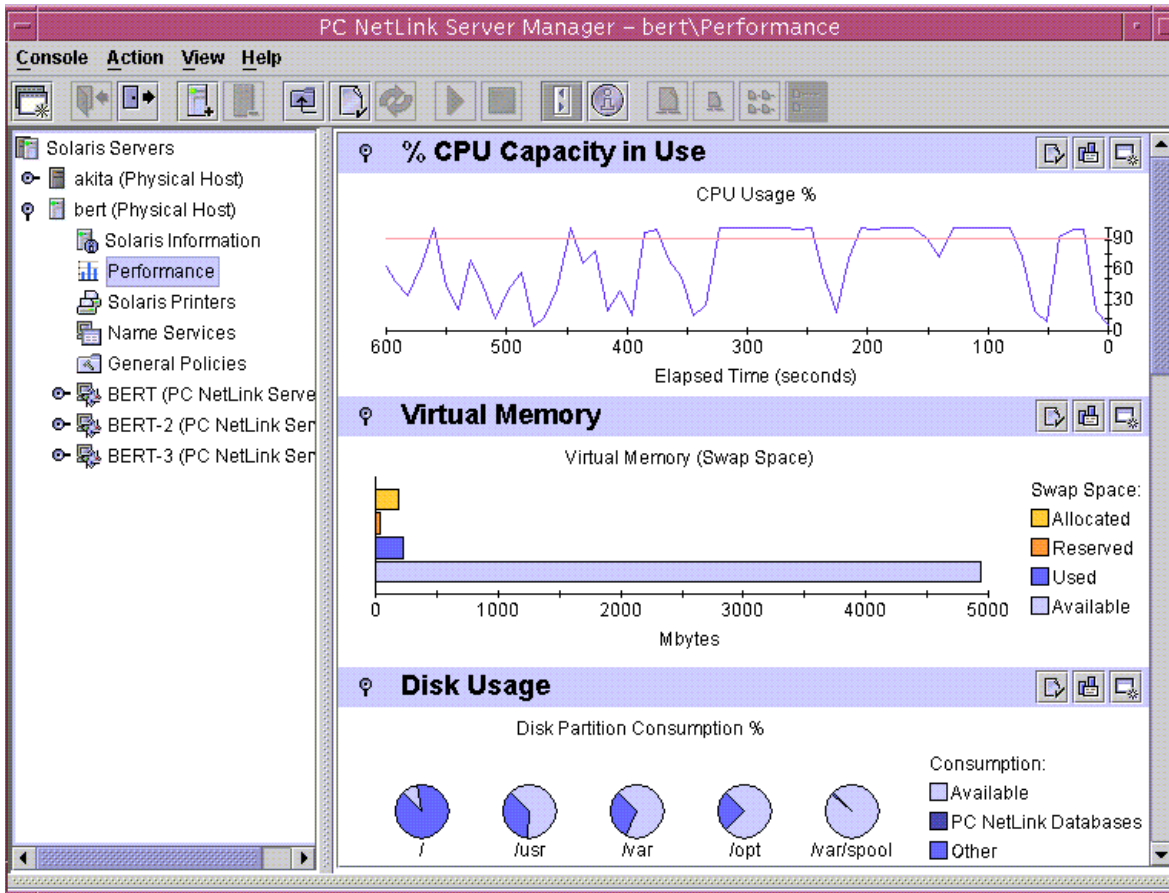 PC NetLink Server Manager – bert\Performance
Console Action View Help
Solaris Servers
akita (Physical Host)
bert (Physical Host)
Solaris Information
Performance
Solaris Printers
Name Services
General Policies
BERT (PC NetLink Serve
BERT-2 (PC NetLink Ser
BERT-3 (PC NetLink Ser
% CPU Capacity in Use
CPU Usage %
90
60
30
0
600 500 400 300 200 100 0
Elapsed Time (seconds)
Virtual Memory
Virtual Memory (Swap Space)
Swap Space:
Allocated
Reserved
Used
Available
0 1000 2000 3000 4000 5000
Mbytes
Disk Usage
Disk Partition Consumption %
Consumption:
Available
PC NetLink Databases
Other
/ /usr /var /opt /var/spool